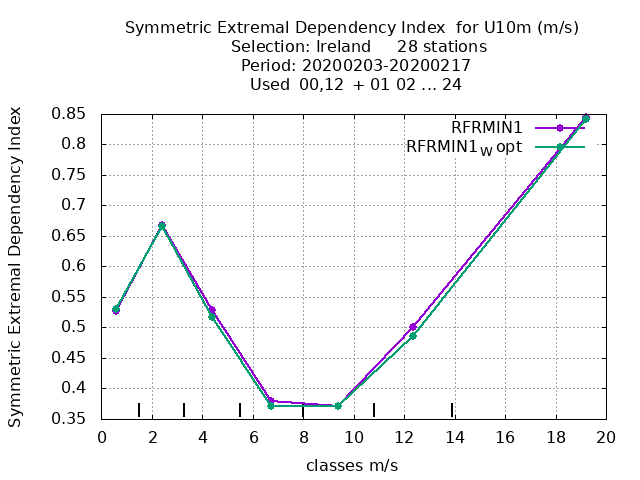 Symmetric Extremal Dependency Index for U10m (m/s)
Selection: Ireland 28 stations
Period: 20200203-20200217
Used 00,12 + 01 02 ... 24
Symmetric Extremal Dependency Index
0.85
0.8
0.75
0.7
0.65
0.6
0.55
0.5
0.45
0.4
0.35
RFRMIN1
RFRMIN1W opt
0 2 4 6 8 10 12 14 16 18 20
classes m/s